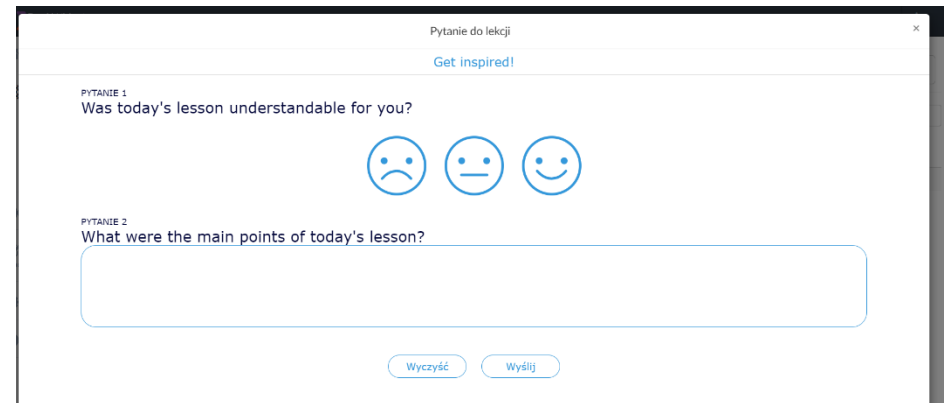 Pytanie do lekcji
×
Get inspired!
PYTANIE 1
Was today's lesson understandable for you?
PYTANIE 2
What were the main points of today's lesson?
Wyczyść
Wyślij